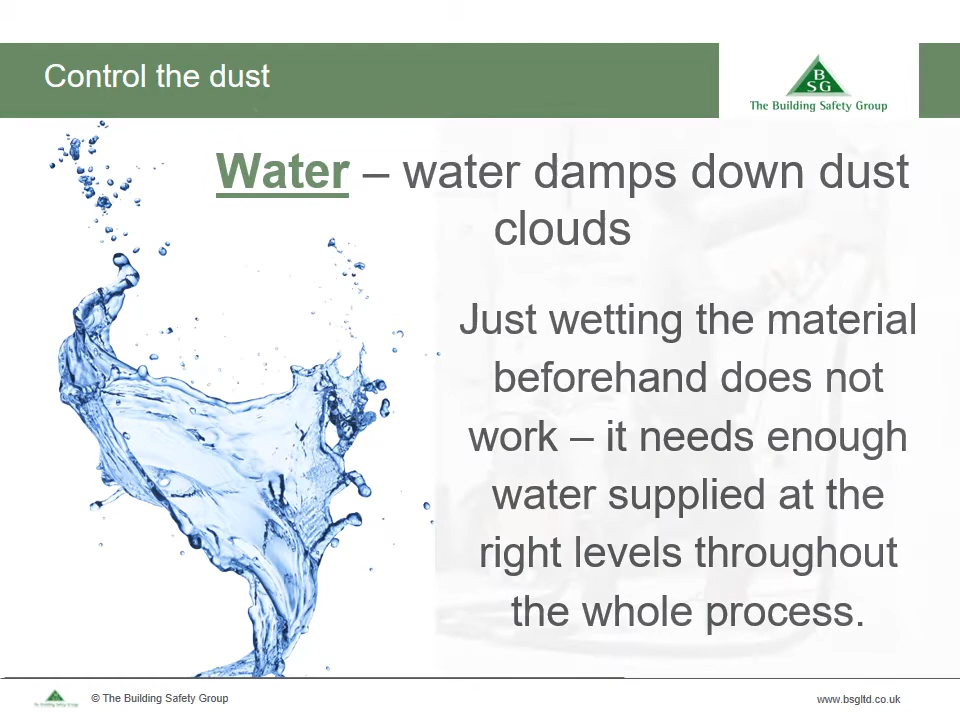 Control the dust
B
SG
The Building Safety Group
Water – water damps down dust
clouds
Just wetting the material
beforehand does not
work – it needs enough
water supplied at the
right levels throughout
the whole process.
© The Building Safety Group
www.bsgltd.co.uk